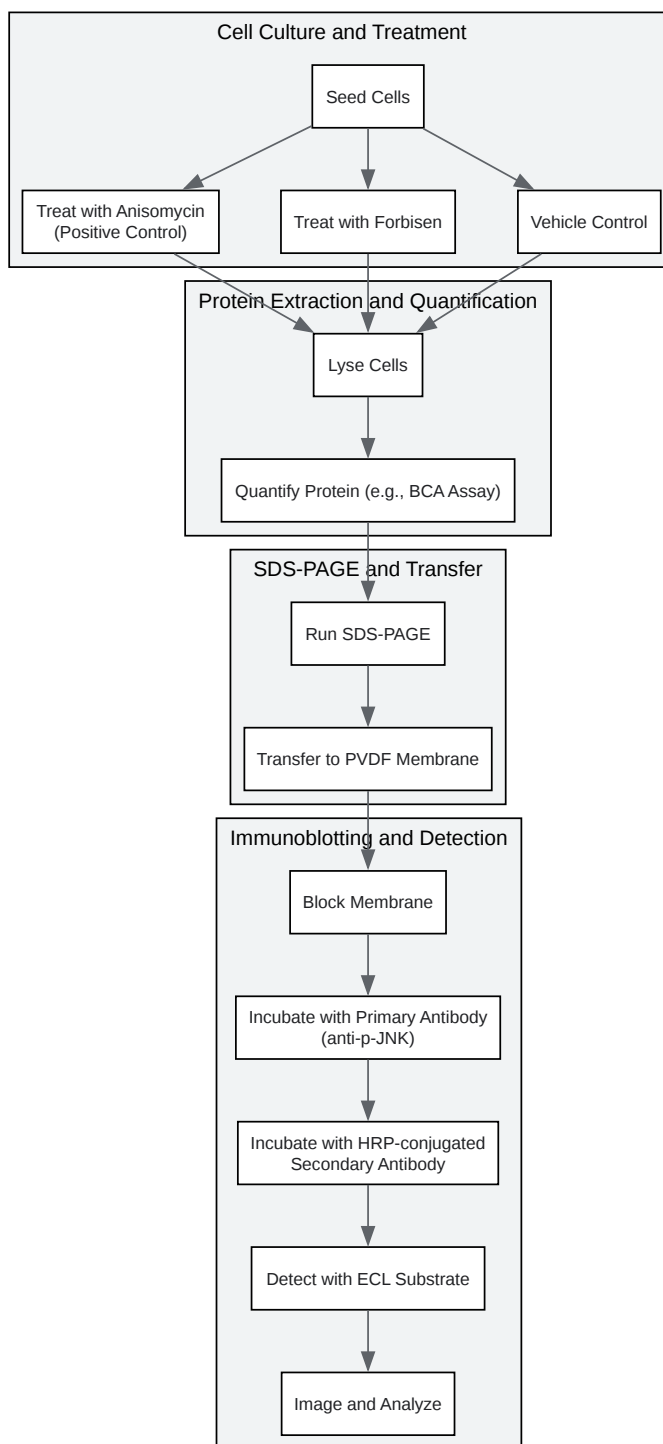 Cell Culture and Treatment
Seed Cells
Treat with Anisomycin
(Positive Control)
Treat with Forbisen
Vehicle Control
Protein Extraction and Quantification
Lyse Cells
Quantify Protein (e.g., BCA Assay)
SDS-PAGE and Transfer
Run SDS-PAGE
Transfer to PVDF Membrane
Immunoblotting and Detection
Block Membrane
Incubate with Primary Antibody
(anti-p-JNK)
Incubate with HRP-conjugated
Secondary Antibody
Detect with ECL Substrate
Image and Analyze